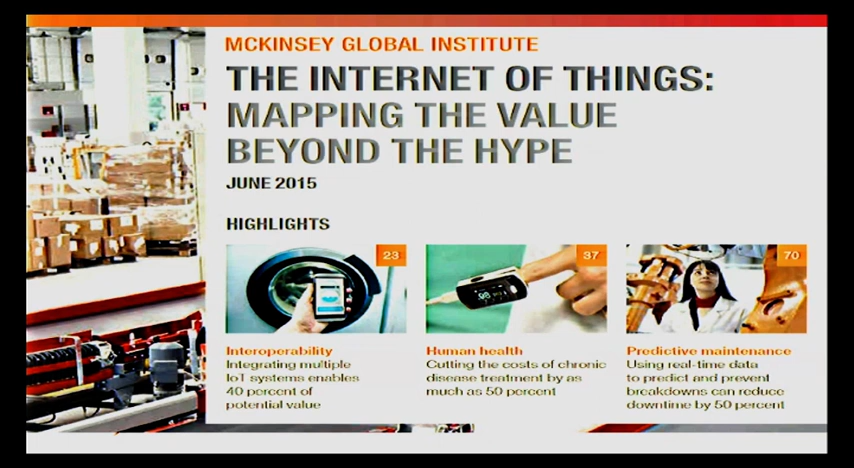 MCKINSEY GLOBAL INSTITUTE
THE INTERNET OF THINGS:
MAPPING THE VALUE
BEYOND THE HYPE
JUNE 2015
HIGHLIGHTS
23
37
70
98
Interoperability
Integrating multiple
IoT systems enables
40 percent of
potential value
Human health
Cutting the costs of chronic
disease treatment by as
much as 50 percent
Predictive maintenance
Using real-time data
to predict and prevent
breakdowns can reduce
downtime by 50 percent